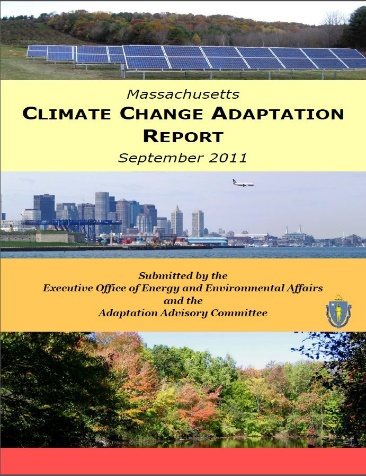 Massachusetts
CLIMATE CHANGE ADAPTATION
REPORT
September 2011
Submitted by the
Executive Office of Energy and Environmental Affairs
and the
Adaptation Advisory Committee